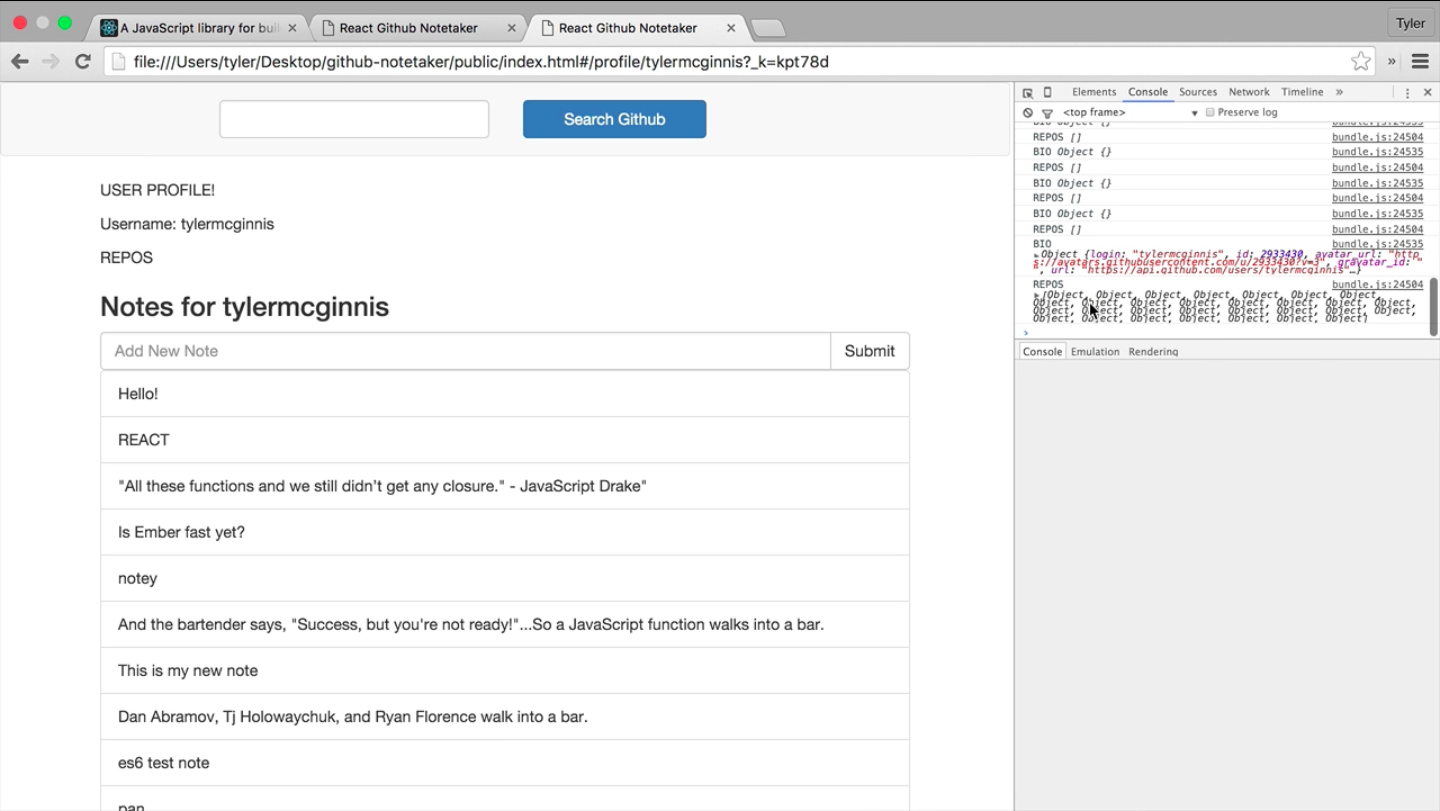 A JavaScript library for buil
React Github Notetaker
React Github Notetaker
Tyler
file:///Users/tyler/Desktop/github-notetaker/public/index.html#/profile/tylermcginnis?_k=kpt78d
Search Github
USER PROFILE!
Username: tylermcginnis
REPOS
Notes for tylermcginnis
Add New Note
Submit
Hello!
REACT
"All these functions and we still didn't get any closure." - JavaScript Drake"
Is Ember fast yet?
notey
And the bartender says, "Success, but you're not ready!"...So a JavaScript function walks into a bar.
This is my new note
Dan Abramov, Tj Holowaychuk, and Ryan Florence walk into a bar.
es6 test note
pan
Elements Console Sources Network Timeline »
<top frame> Preserve log
BIO Object {} bundle.js:24535
REPOS [] bundle.js:24504
BIO Object {} bundle.js:24535
REPOS [] bundle.js:24504
BIO Object {} bundle.js:24535
REPOS [] bundle.js:24504
BIO Object {} bundle.js:24535
REPOS [] bundle.js:24504
BIO bundle.js:24535
Object {login: "tylermcginnis", id: 2933430, avatar_url: "http
s://avatars.githubusercontent.com/u/2933430?v=3", gravatar_id: "
", url: "https://api.github.com/users/tylermcginnis"…}
REPOS bundle.js:24504
[Object, Object, Object, Object, Object, Object, Object,
Object, Object, Object, Object, Object, Object, Object, Object,
Object, Object, Object, Object, Object, Object, Object, Object,
Object, Object, Object, Object, Object, Object, Object]
Console Emulation Rendering